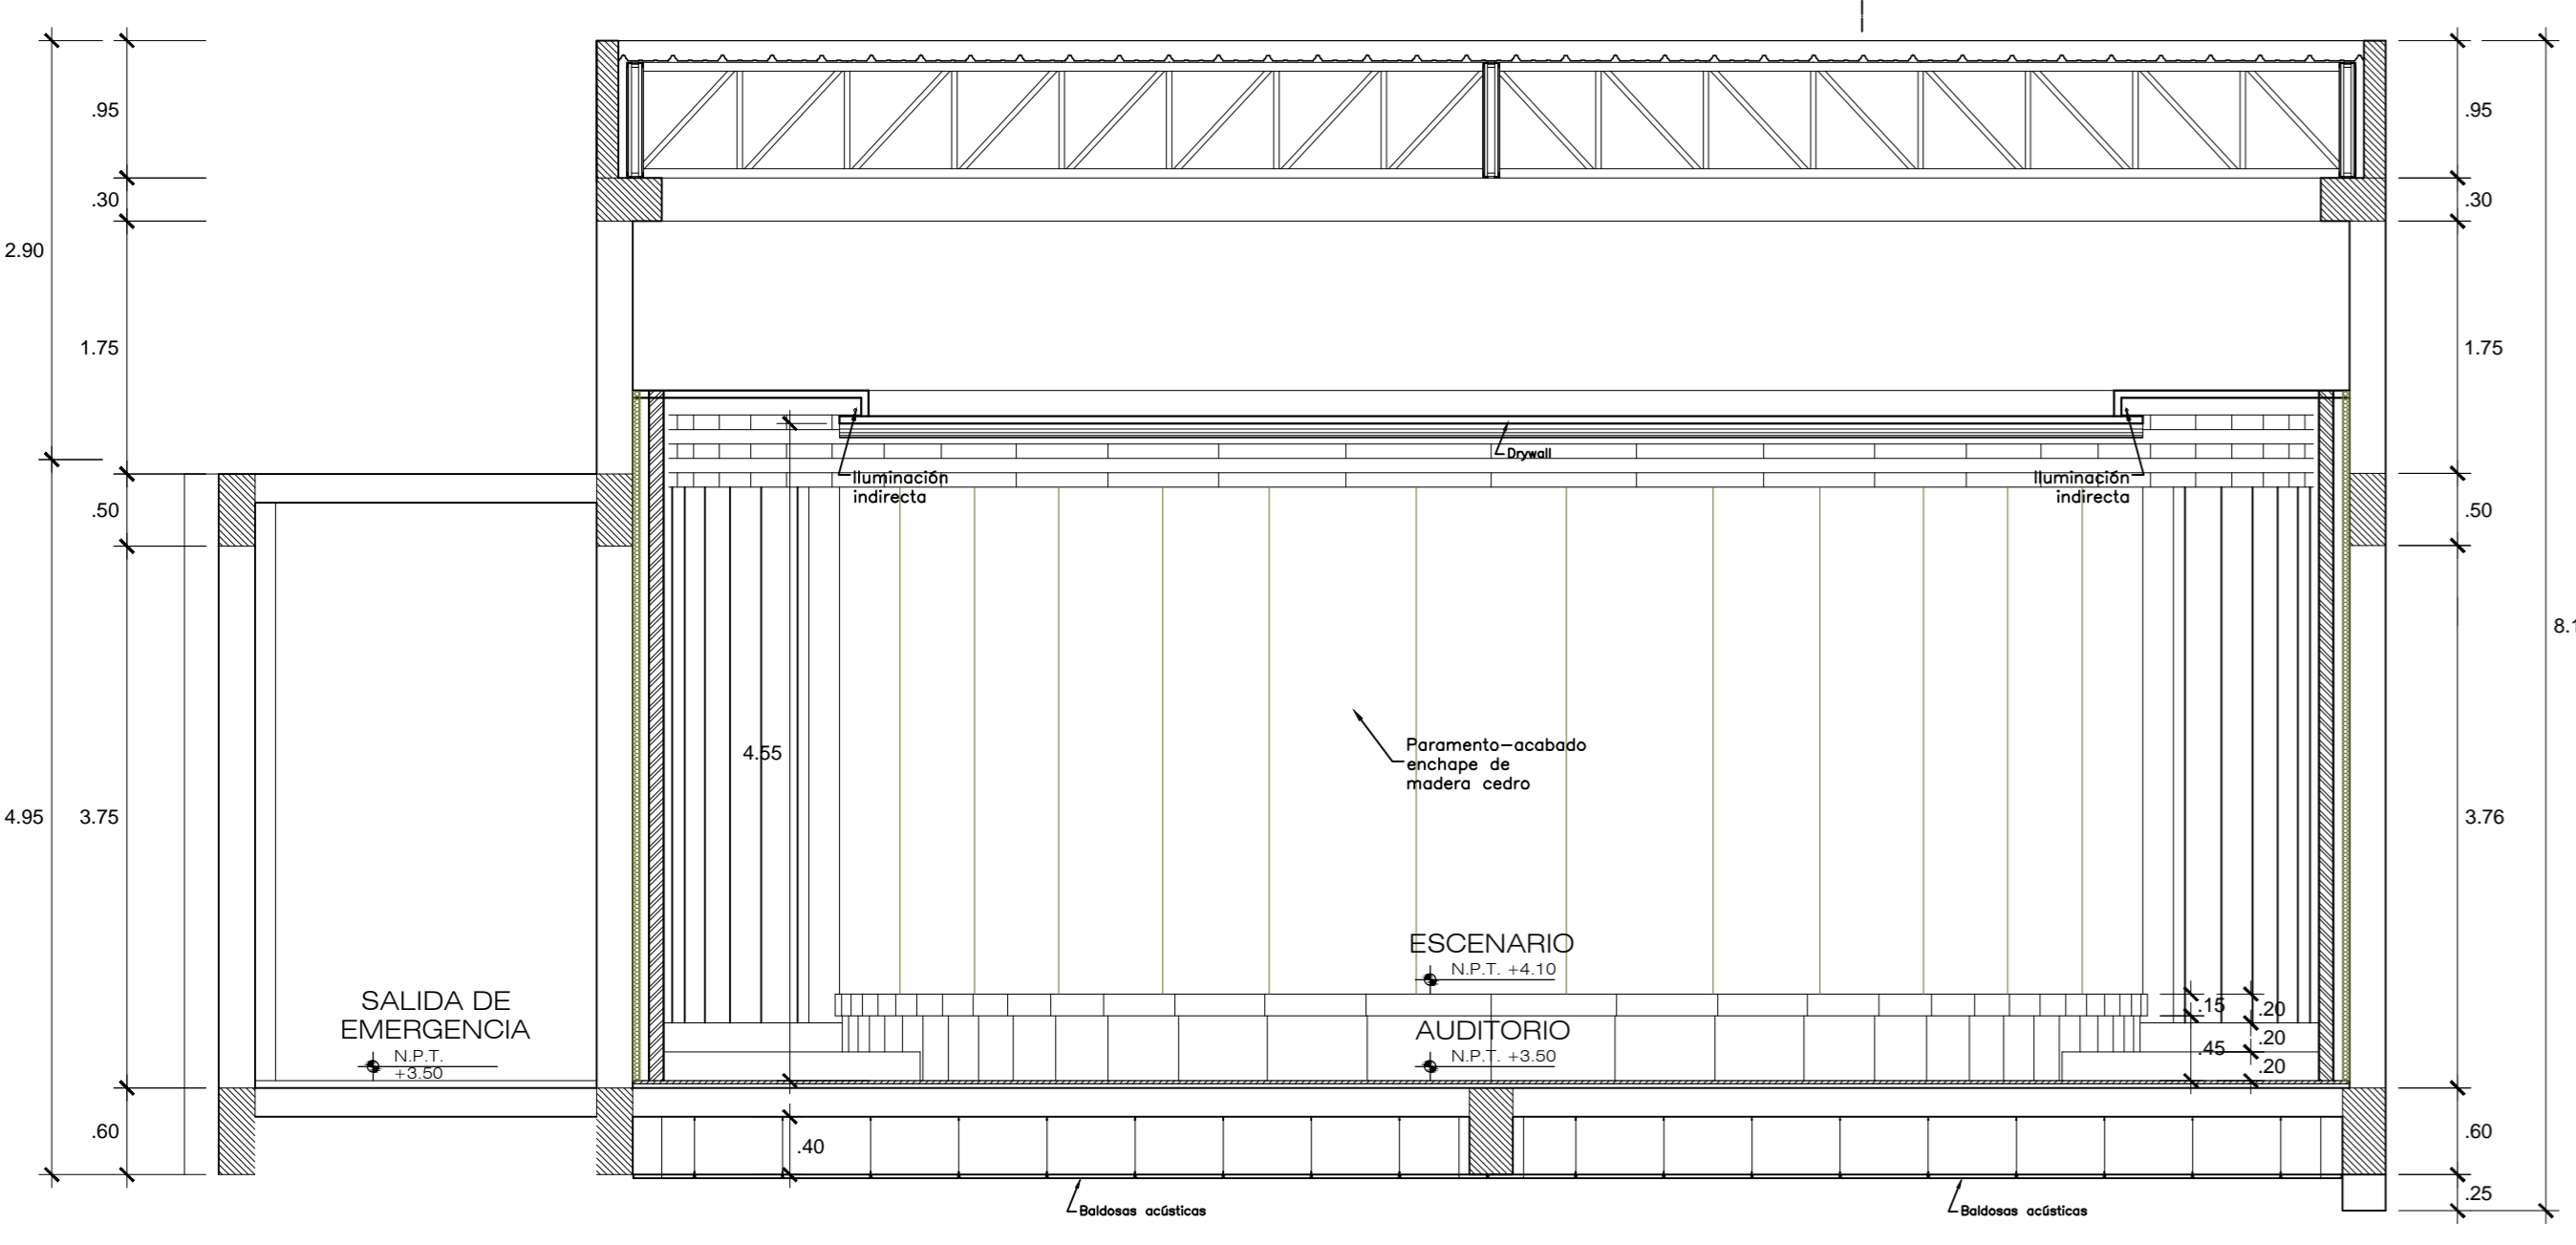 .95
.95
.30
.30
2.90
1.75
1.75
Drywall
Iluminación
indirecta
Iluminación
indirecta
.50
.50
8.1
4.55
Paramento-acabado
enchape de
madera cedro
4.95
3.75
3.76
ESCENARIO
N.P.T. +4.10
SALIDA DE
EMERGENCIA
N.P.T.
+3.50
AUDITORIO
N.P.T. +3.50
.15
.20
.20
.45
.20
.60
.40
.60
.25
Baldosas acústicas
Baldosas acústicas